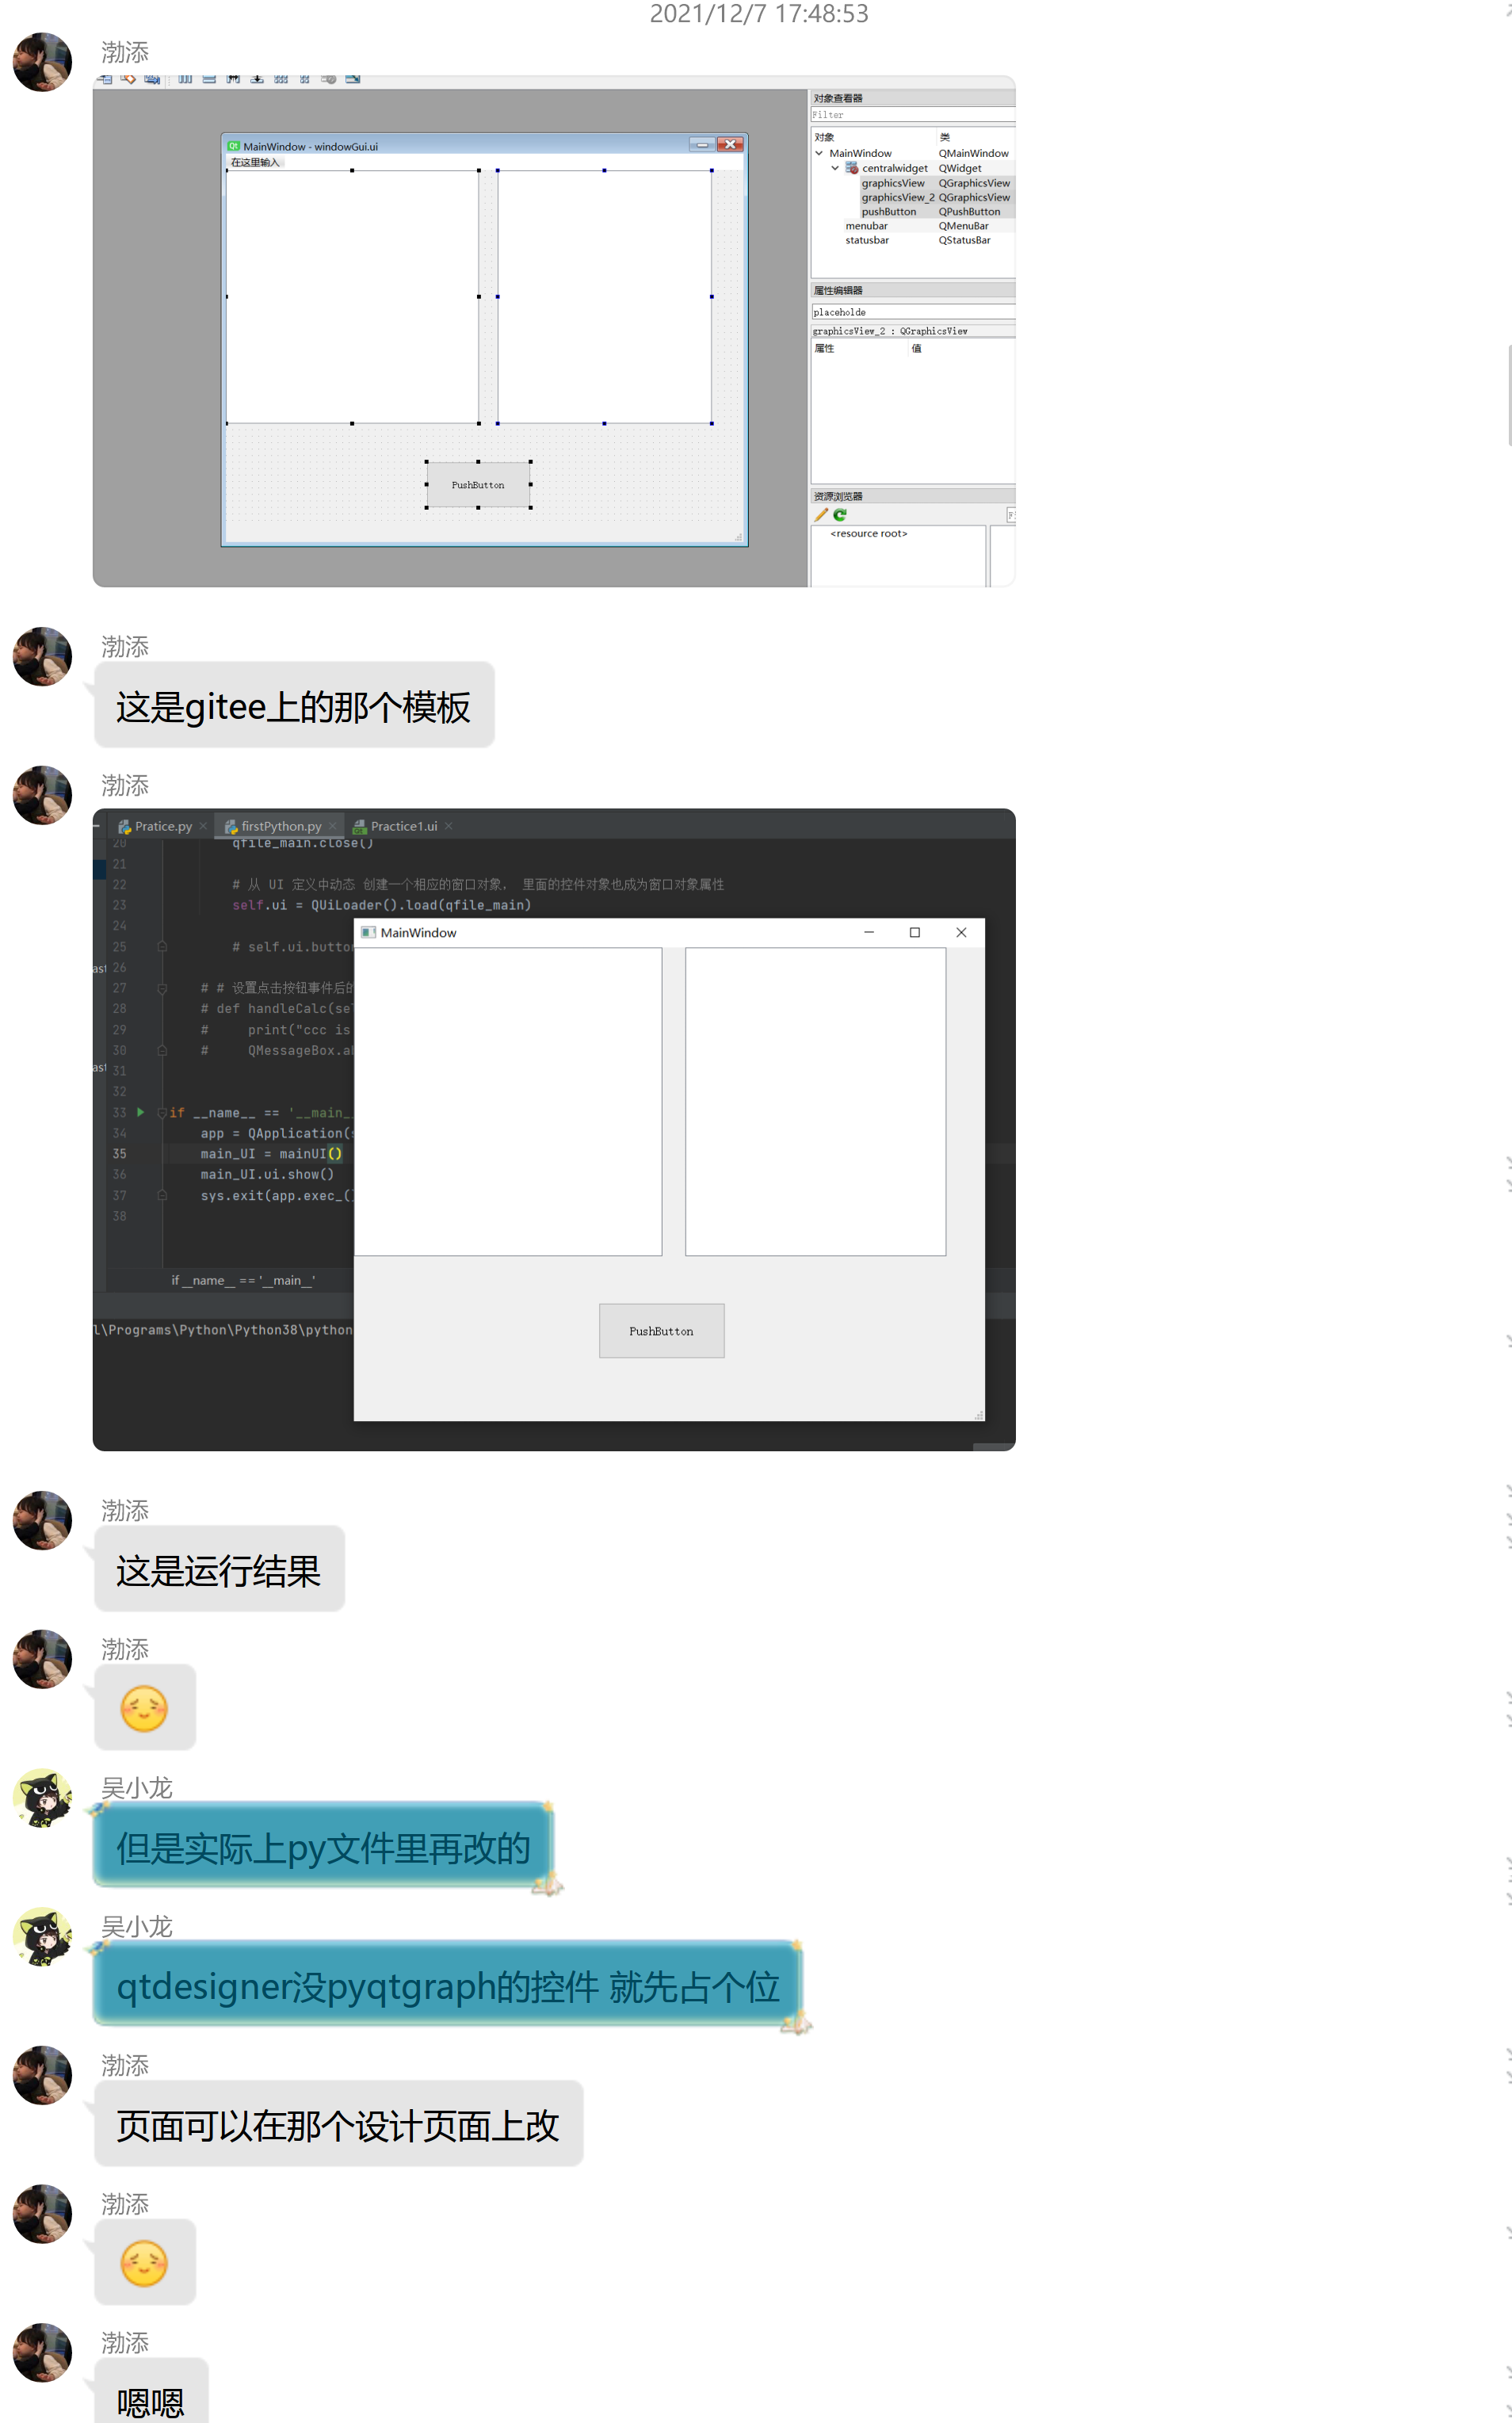 2021/12/7 17:48:53
渤添
对象查看器
Filter
MainWindow - windowGui.ui
在这里输入
对象 类
MainWindow QMainWindow
centralwidget QWidget
graphicsView QGraphicsView
graphicsView_2 QGraphicsView
pushButton QPushButton
menubar QMenuBar
statusbar QStatusBar
属性编辑器
placeholde
graphicsView_2 : QGraphicsView
属性 值
PushButton
资源浏览器
<resource root>
渤添
这是gitee上的那个模板
渤添
Pratice.py firstPython.py Practice1.ui
20 qfile_main.close()
21
22 # 从 UI 定义中动态 创建一个相应的窗口对象, 里面的控件对象也成为窗口对象属性
23 self.ui = QUiLoader().load(qfile_main)
24
25 # self.ui.button
26
27 # # 设置点击按钮事件后的
28 # def handleCalc(se
29 # print("ccc is
30 # QMessageBox.a
31
32
33 if __name__ == '__main_
34 app = QApplication(
35 main_UI = mainUI()
36 main_UI.ui.show()
37 sys.exit(app.exec_(
38
if __name__ == '__main__'
l\Programs\Python\Python38\python
MainWindow
PushButton
渤添
这是运行结果
渤添
吴小龙
但是实际上py文件里再改的
吴小龙
qtdesigner没pyqtgraph的控件 就先占个位
渤添
页面可以在那个设计页面上改
渤添
渤添
嗯嗯